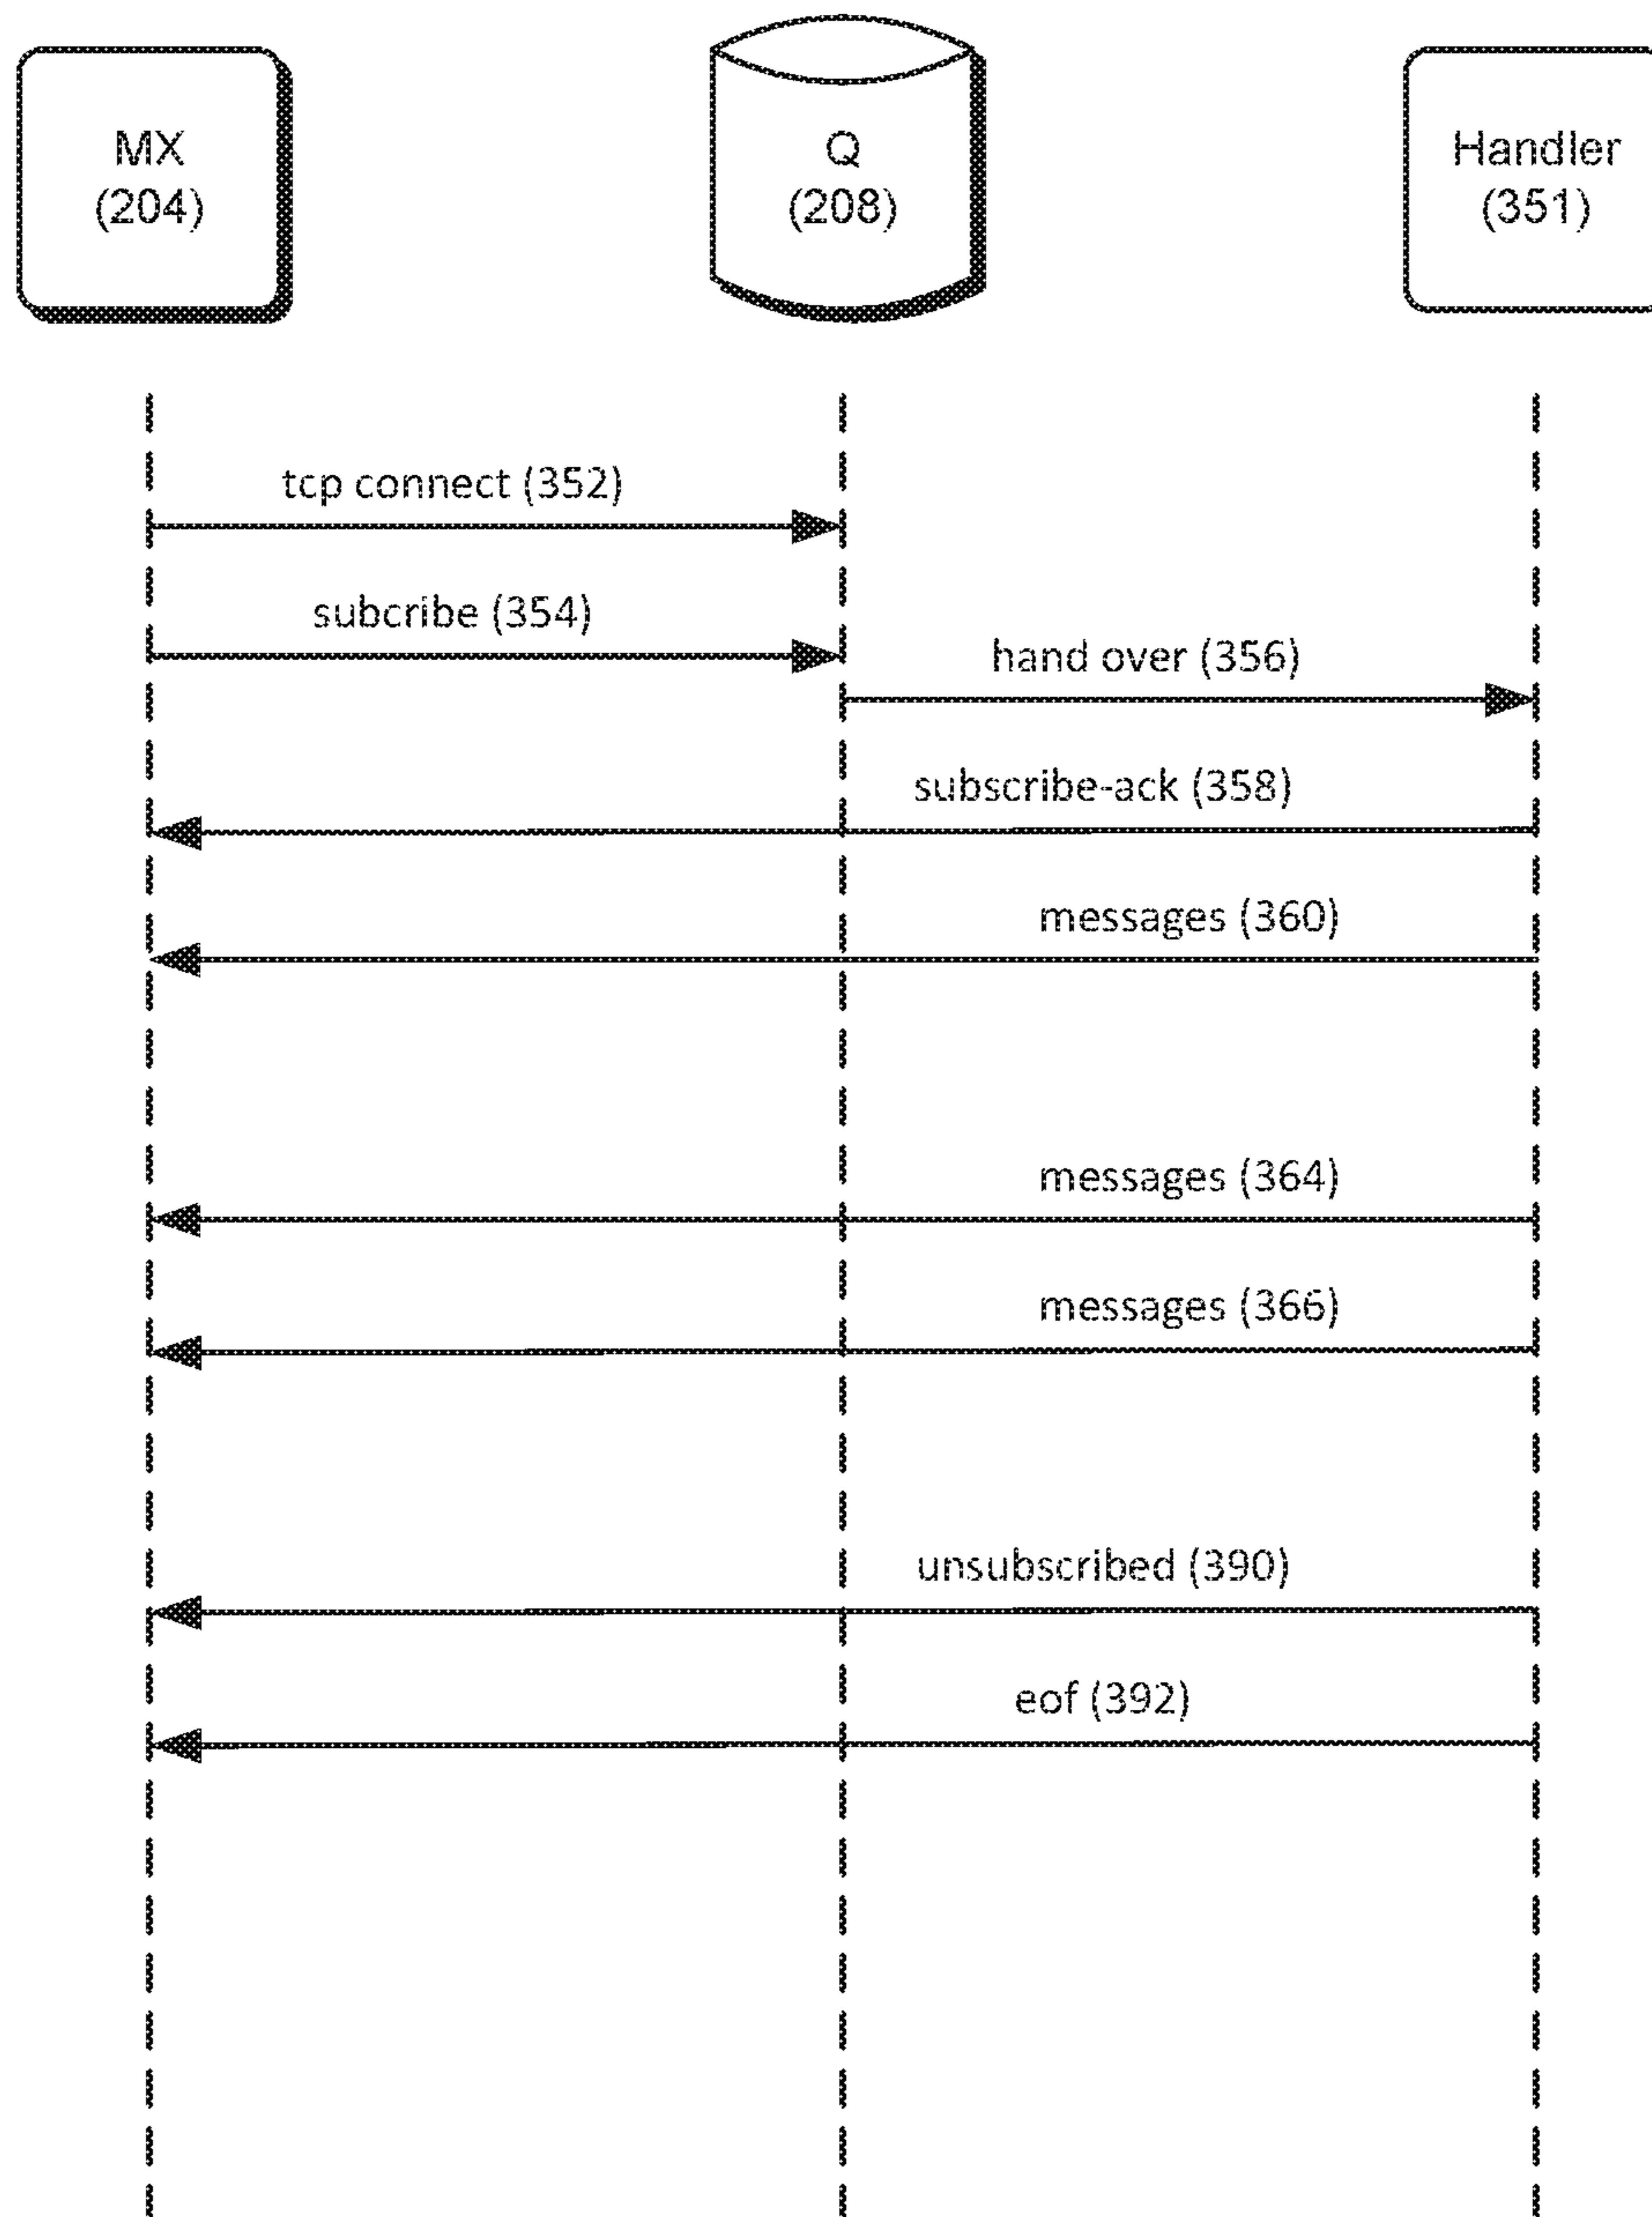 MX
(204)
Q
(208)
Handler
(351)
tcp connect (352)
subcribe (354)
hand over (356)
subscribe-ack (358)
messages (360)
messages (364)
messages (366)
unsubscribed (390)
eof (392)